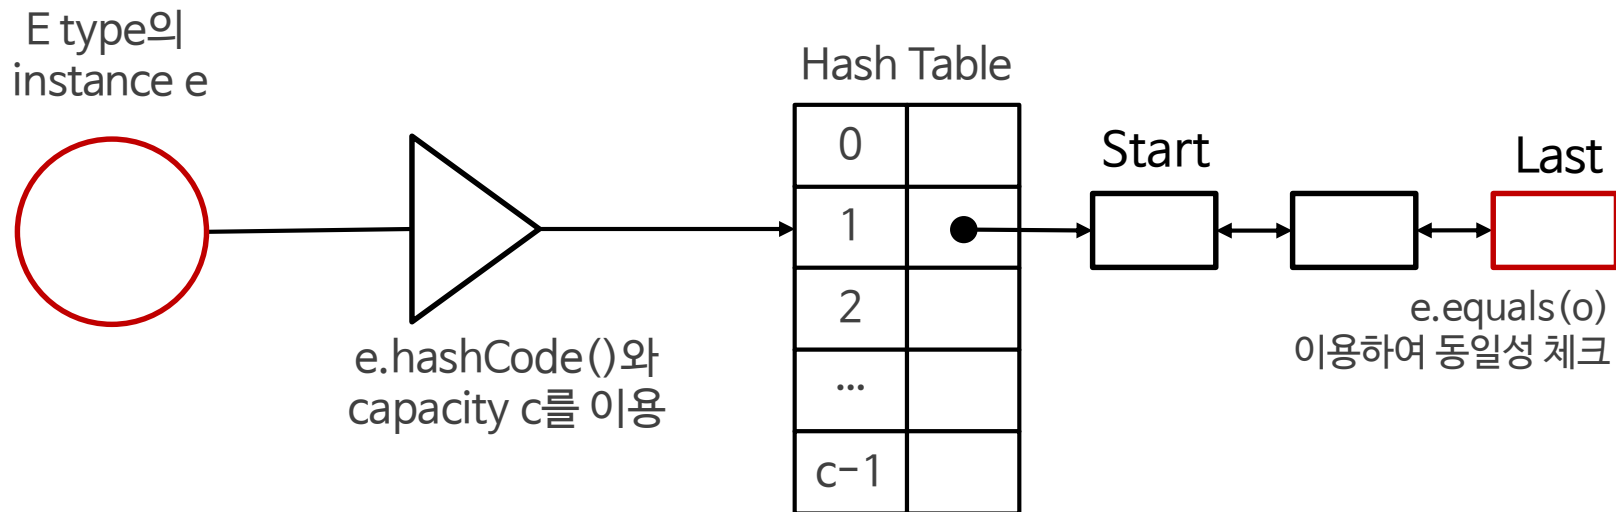 E type의
instance e
e.hashCode()와
capacity c를 이용
Hash Table
0
1
2
...
c-1
Start
Last
e.equals(o)
이용하여 동일성 체크